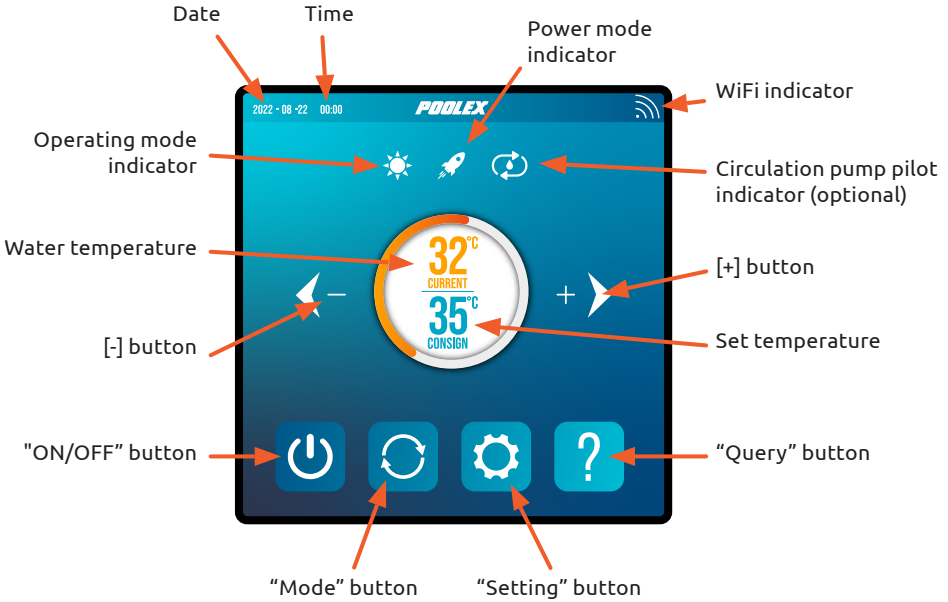 Date
Time
Power mode
indicator
WiFi indicator
2022 - 08 -22
00:00
POOLEX
Operating mode
indicator
Circulation pump pilot
indicator (optional)
Water temperature
32°C
CURRENT
35°C
CONSIGN
−
+
[+] button
[-] button
Set temperature
"ON/OFF” button
?
“Query” button
“Mode” button
“Setting” button